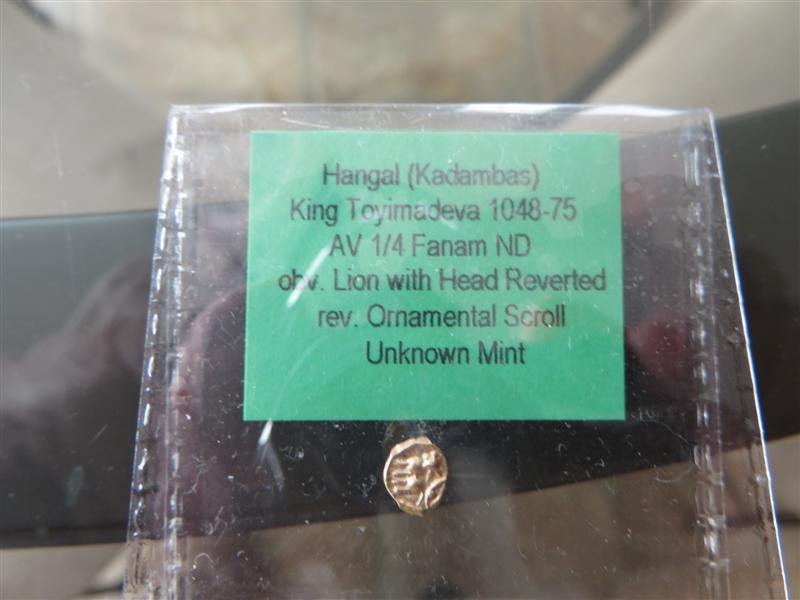 Hangal (Kadambas)
King Toyimadeva 1048-75
AV 1/4 Fanam ND
obv. Lion with Head Reverted
rev. Ornamental Scroll
Unknown Mint